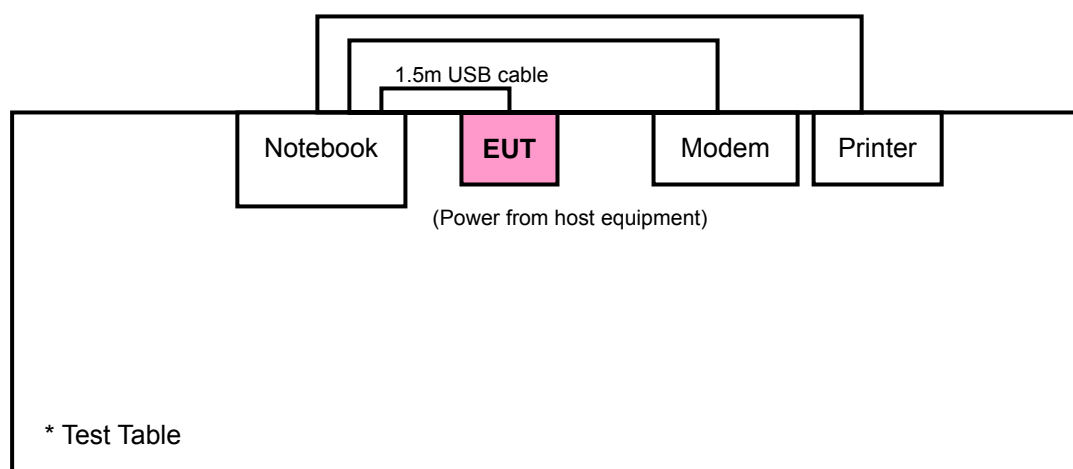 1.5m USB cable
Notebook
EUT
Modem
Printer
(Power from host equipment)
* Test Table